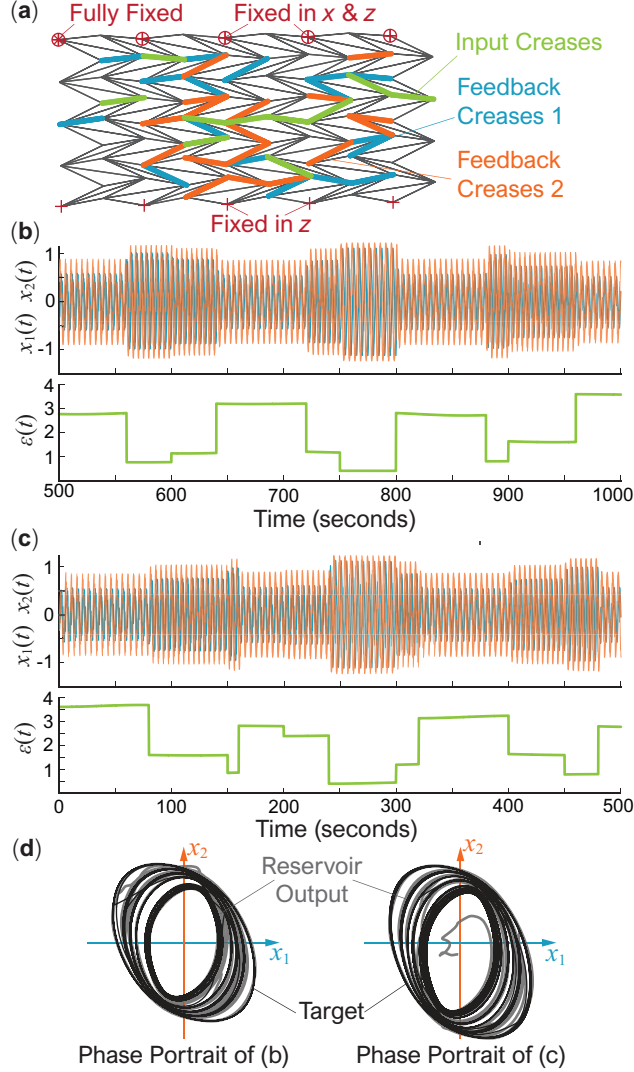 (a)
Fully Fixed
Fixed in x & z
Input Creases
Feedback
Creases 1
Feedback
Creases 2
Fixed in z
(b)
x₁(t) x₂(t)
1
0
-1
ε(t)
4
3
2
1
500
600
700
800
900
1000
Time (seconds)
(c)
x₁(t) x₂(t)
1
0
-1
ε(t)
4
3
2
1
0
100
200
300
400
500
Time (seconds)
(d)
x₂
x₂
Reservoir
Output
x₁
x₁
Target
Phase Portrait of (b)
Phase Portrait of (c)